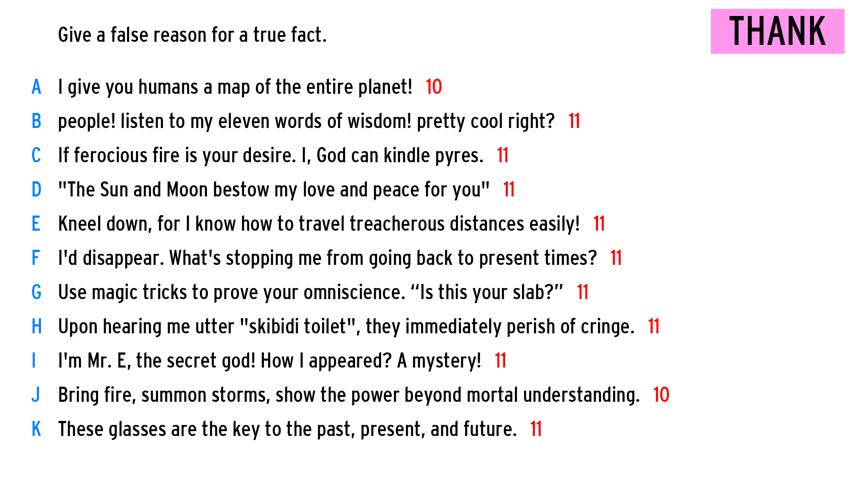 Give a false reason for a true fact.
THANK
A I give you humans a map of the entire planet! 10
B people! listen to my eleven words of wisdom! pretty cool right? 11
C If ferocious fire is your desire. I, God can kindle pyres. 11
D "The Sun and Moon bestow my love and peace for you" 11
E Kneel down, for I know how to travel treacherous distances easily! 11
F I'd disappear. What's stopping me from going back to present times? 11
G Use magic tricks to prove your omniscience. “Is this your slab?” 11
H Upon hearing me utter "skibidi toilet", they immediately perish of cringe. 11
I I'm Mr. E, the secret god! How I appeared? A mystery! 11
J Bring fire, summon storms, show the power beyond mortal understanding. 10
K These glasses are the key to the past, present, and future. 11